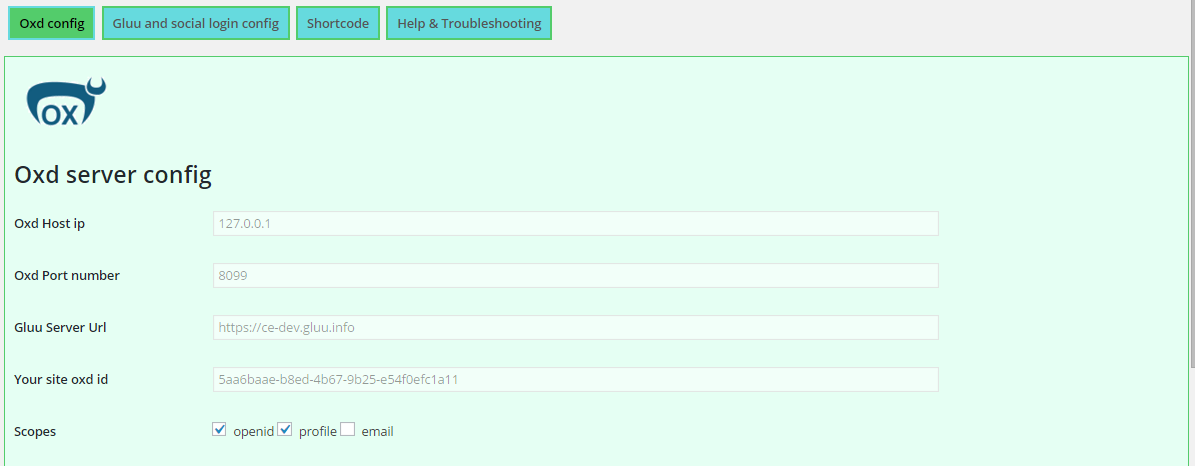 Oxd config Gluu and social login config Shortcode Help & Troubleshooting
OX
Oxd server config
Oxd Host ip 127.0.0.1
Oxd Port number 8099
Gluu Server Url https://ce-dev.gluu.info
Your site oxd id 5aa6baae-b8ed-4b67-9b25-e54f0efc1a11
Scopes openid profile email